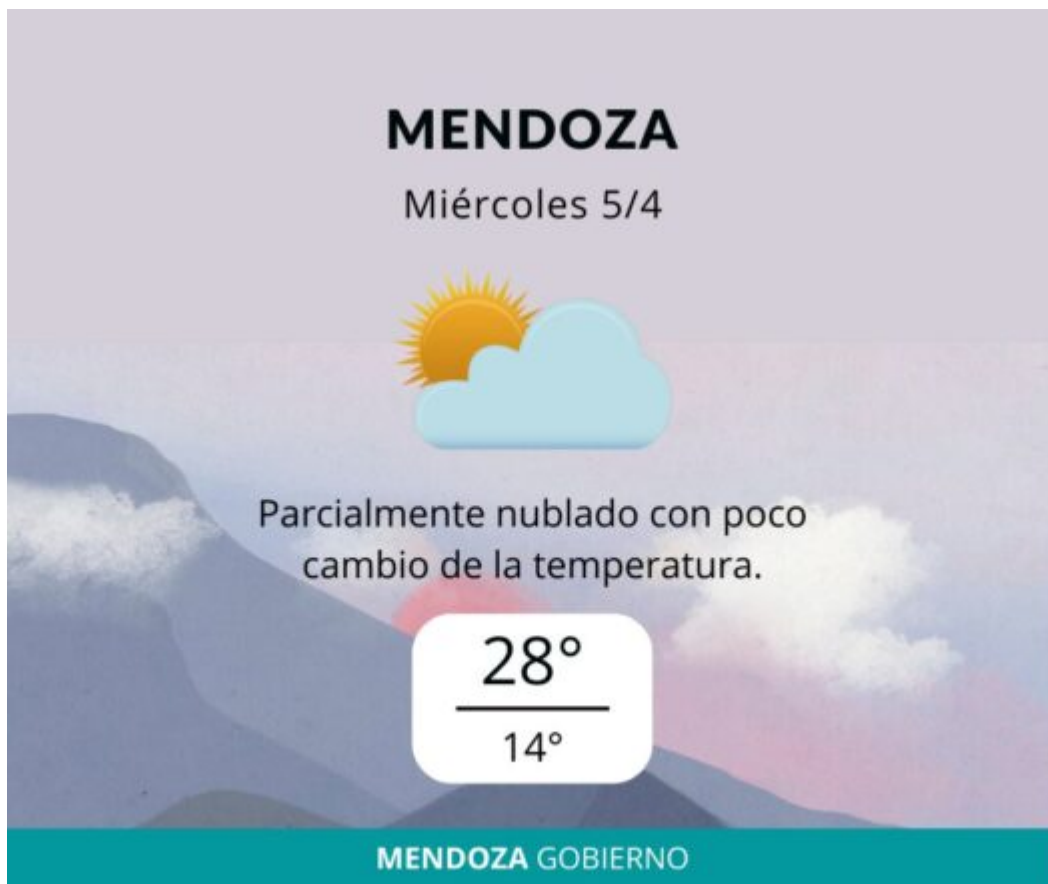 MENDOZA
Miércoles 5/4
Parcialmente nublado con poco
cambio de la temperatura.
28°
14°
MENDOZA GOBIERNO